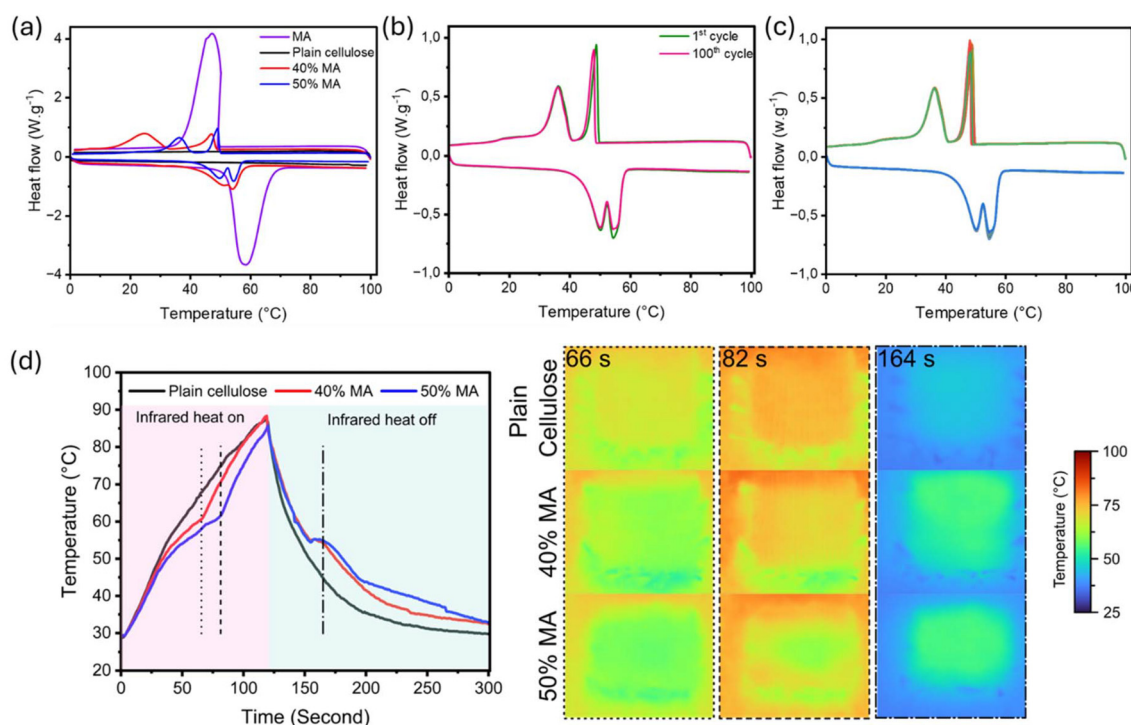 (a)
MA
Plain cellulose
40% MA
50% MA
Heat flow (W.g⁻¹)
4
2
0
−2
−4
0 20 40 60 80 100
Temperature (°C)
(b)
1st cycle
100th cycle
Heat flow (W.g⁻¹)
1,0
0,5
0.0
−0,5
−1,0
0 20 40 60 80 100
Temperature (°C)
(c)
Heat flow (W.g⁻¹)
1,0
0,5
0.0
−0,5
−1,0
0 20 40 60 80 100
Temperature (°C)
(d)
Plain cellulose 40% MA 50% MA
Infrared heat on
Infrared heat off
Temperature (°C)
100
90
80
70
60
50
40
30
20
0 50 100 150 200 250 300
Time (Second)
66 s
82 s
164 s
Plain
Cellulose
40% MA
50% MA
Temperature (°C)
100
75
50
25